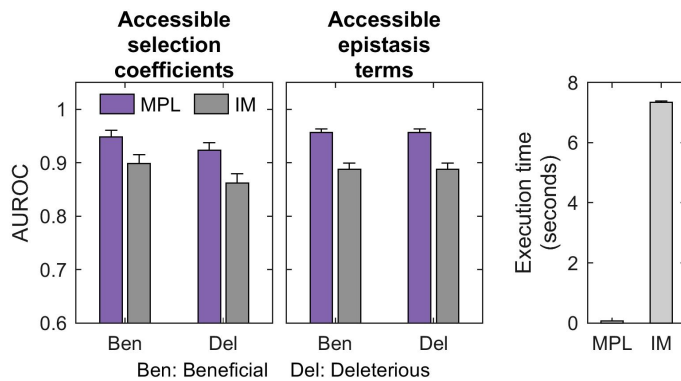 Accessible
selection
coefficients
Accessible
epistasis
terms
MPL
IM
AUROC
1
0.9
0.8
0.7
0.6
Ben
Del
Ben
Del
Ben: Beneficial Del: Deleterious
Execution time
(seconds)
8
6
4
2
0
MPL
IM